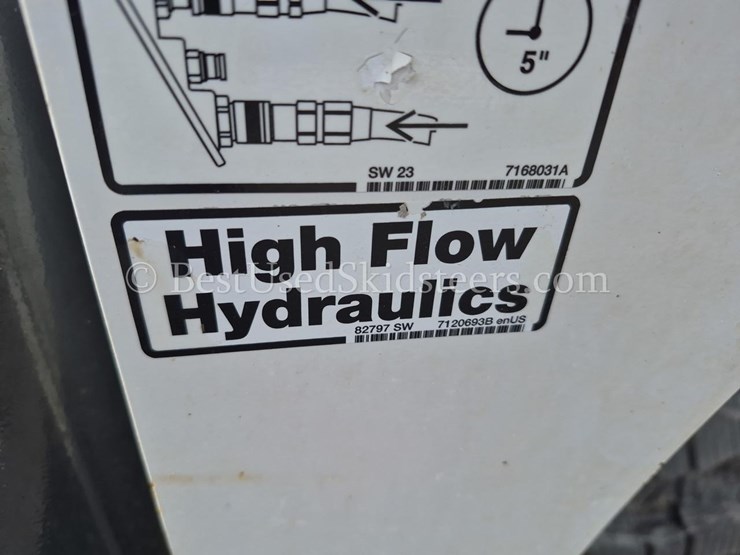 5"
SW 23 7168031A
High Flow
© BestUsedSkidsteers.com
Hydraulics
82797 SW 7120693B enUS